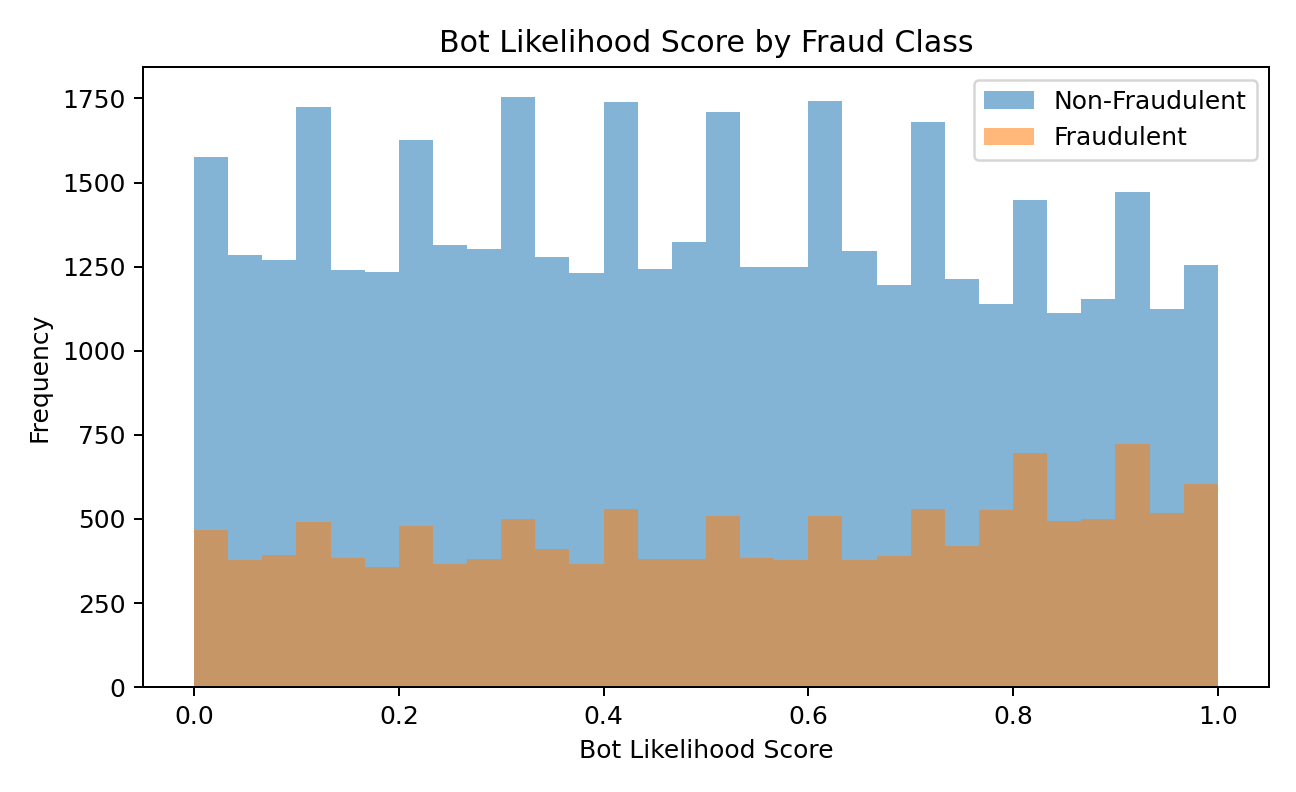 Bot Likelihood Score by Fraud Class
Non-Fraudulent
Fraudulent
Frequency
1750
1500
1250
1000
750
500
250
0
0.0 0.2 0.4 0.6 0.8 1.0
Bot Likelihood Score